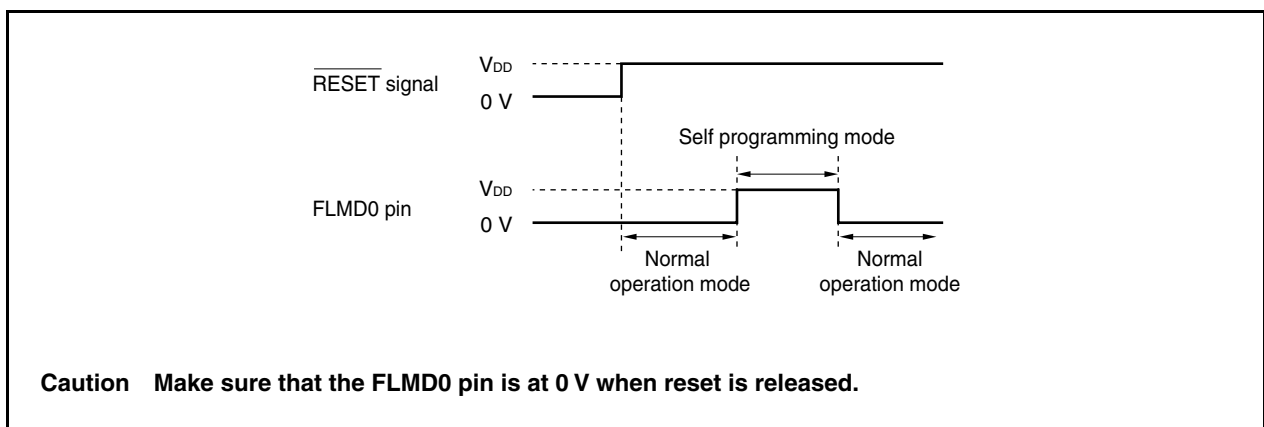 RESET signal
VDD
0 V
Self programming mode
FLMD0 pin
VDD
0 V
Normal
operation mode
Normal
operation mode
Caution Make sure that the FLMD0 pin is at 0 V when reset is released.